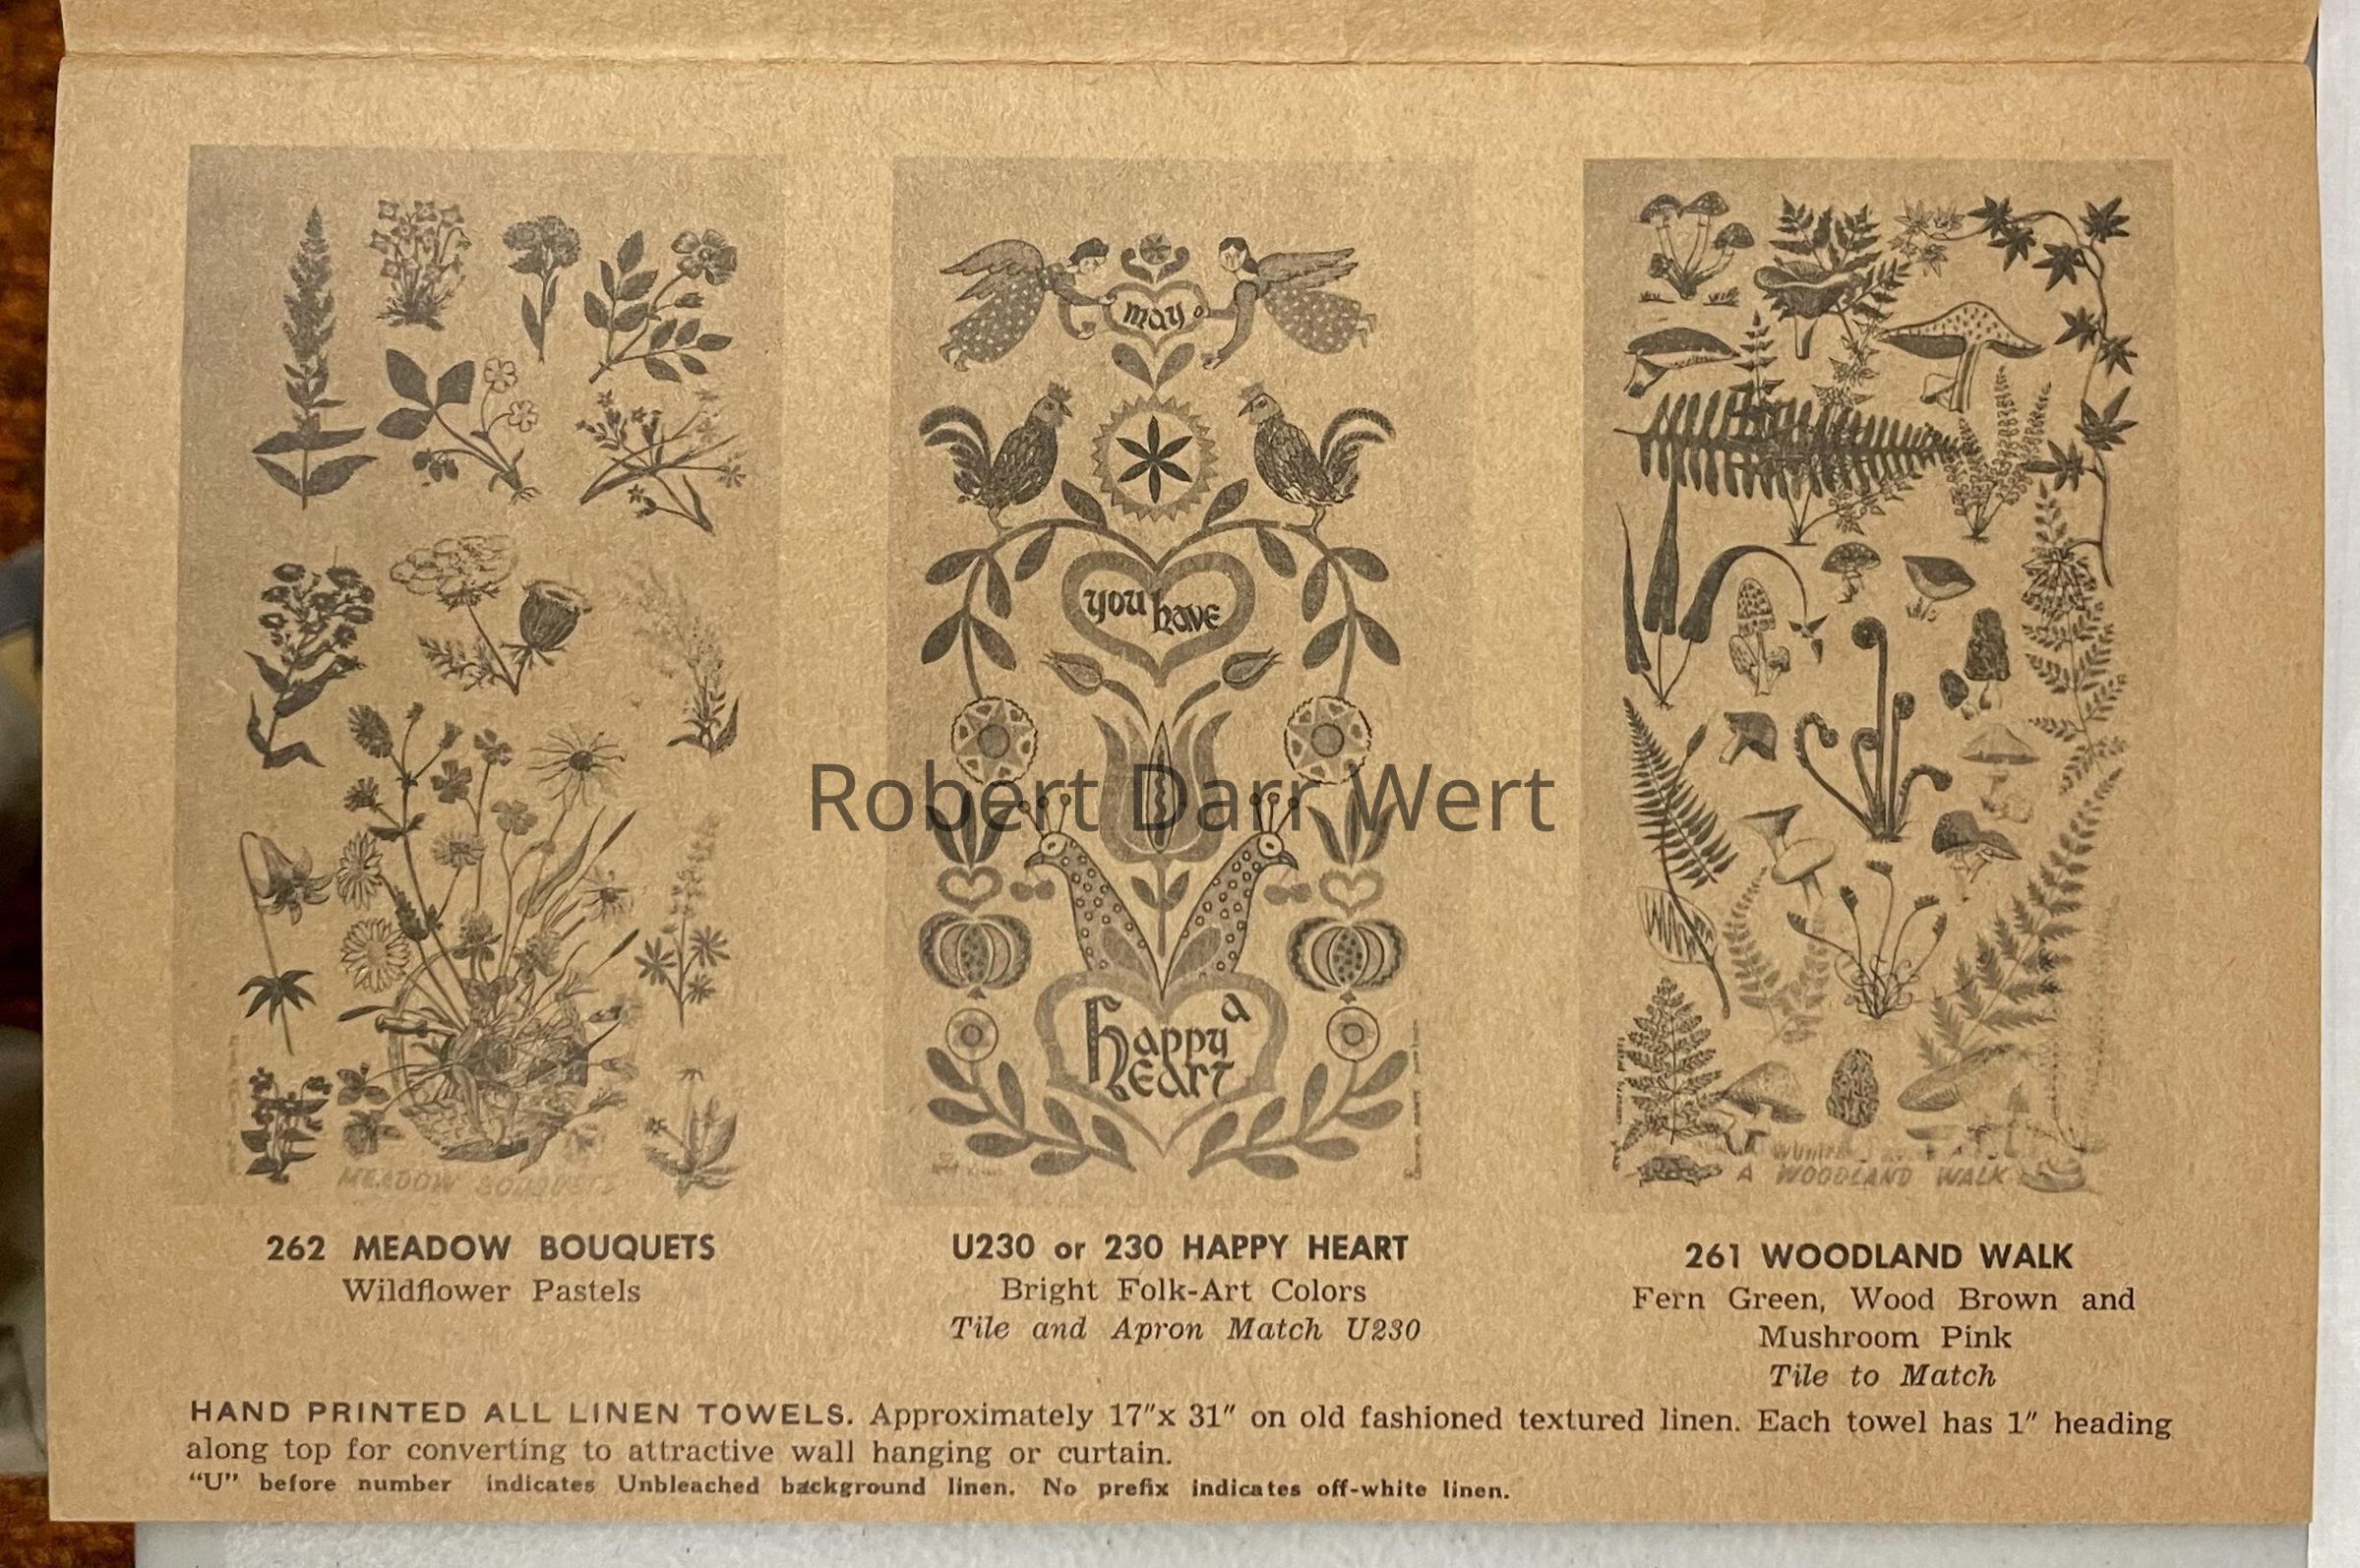 may
you have
a
happy
heart
MEADOW BOUQUETS
A WOODLAND WALK
Robert Darr Wert
262 MEADOW BOUQUETS
Wildflower Pastels
U230 or 230 HAPPY HEART
Bright Folk-Art Colors
Tile and Apron Match U230
261 WOODLAND WALK
Fern Green, Wood Brown and
Mushroom Pink
Tile to Match
HAND PRINTED ALL LINEN TOWELS. Approximately 17″x 31″ on old fashioned textured linen. Each towel has 1″ heading
along top for converting to attractive wall hanging or curtain.
“U” before number indicates Unbleached background linen. No prefix indicates off-white linen.